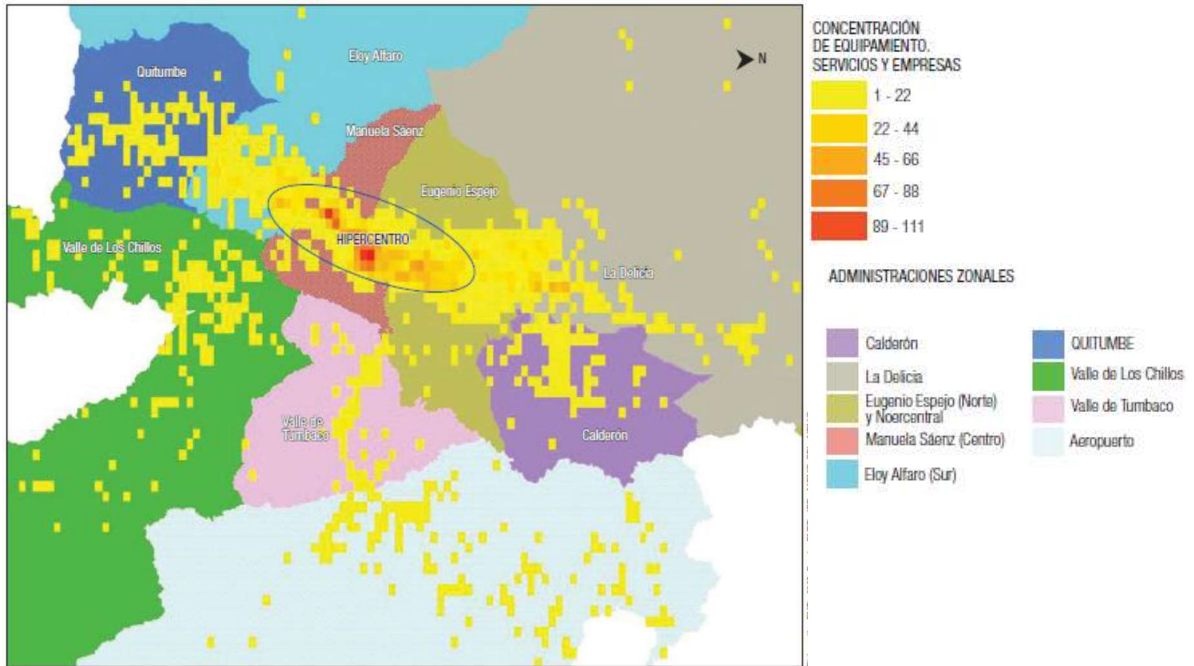 Quitumbe
Eloy Alfaro
Manuela Sáenz
Eugenio Espejo
HIPERCENTRO
Valle de Los Chillos
La Delicia
Valle de
Tumbaco
Calderón
N
CONCENTRACIÓN
DE EQUIPAMIENTO.
SERVICIOS Y EMPRESAS
1 - 22
22 - 44
45 - 66
67 - 88
89 - 111
ADMINISTRACIONES ZONALES
Calderón
La Delicia
Eugenio Espejo (Norte)
y Noercentral
Manuela Sáenz (Centro)
Eloy Alfaro (Sur)
QUITUMBE
Valle de Los Chillos
Valle de Tumbaco
Aeropuerto